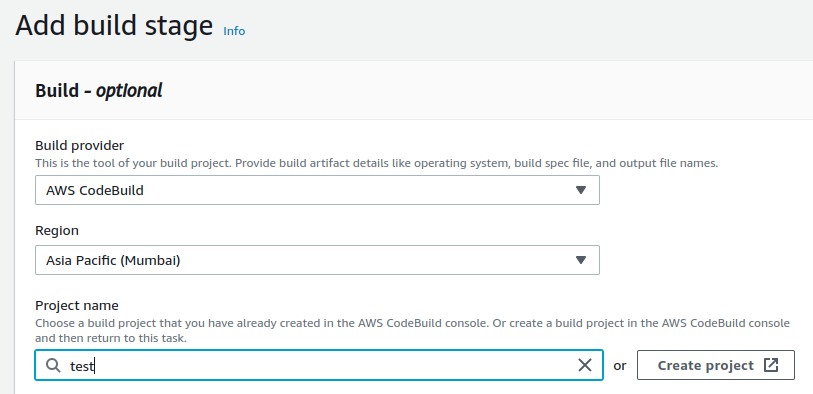 Add build stage Info
Build - optional
Build provider
This is the tool of your build project. Provide build artifact details like operating system, build spec file, and output file names.
AWS CodeBuild
Region
Asia Pacific (Mumbai)
Project name
Choose a build project that you have already created in the AWS CodeBuild console. Or create a build project in the AWS CodeBuild console
and then return to this task.
test or Create project